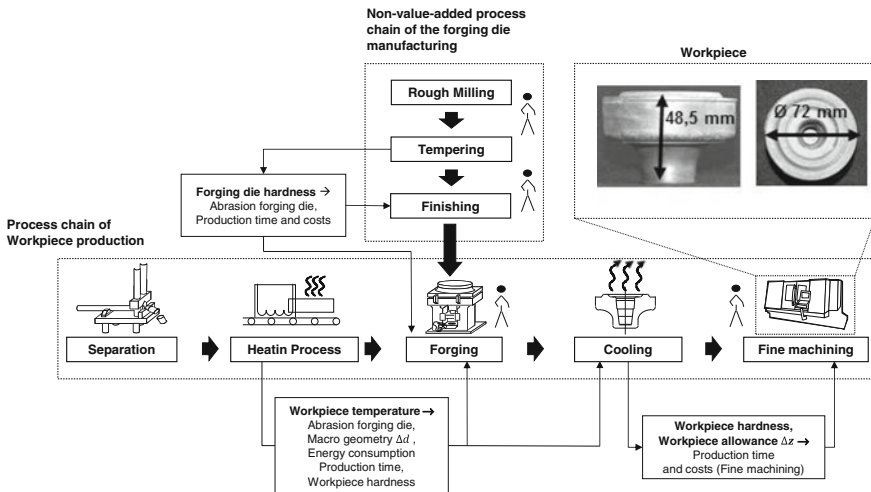 Non-value-added process
chain of the forging die
manufacturing
Workpiece
Rough Milling
48,5 mm
Ø 72 mm
Tempering
Forging die hardness →
Abrasion forging die,
Production time and costs
Finishing
Process chain of
Workpiece production
Separation
Heatin Process
Forging
Cooling
Fine machining
Workpiece temperature →
Abrasion forging die,
Macro geometry Δd ,
Energy consumption
Production time,
Workpiece hardness
Workpiece hardness,
Workpiece allowance Δz →
Production time
and costs (Fine machining)